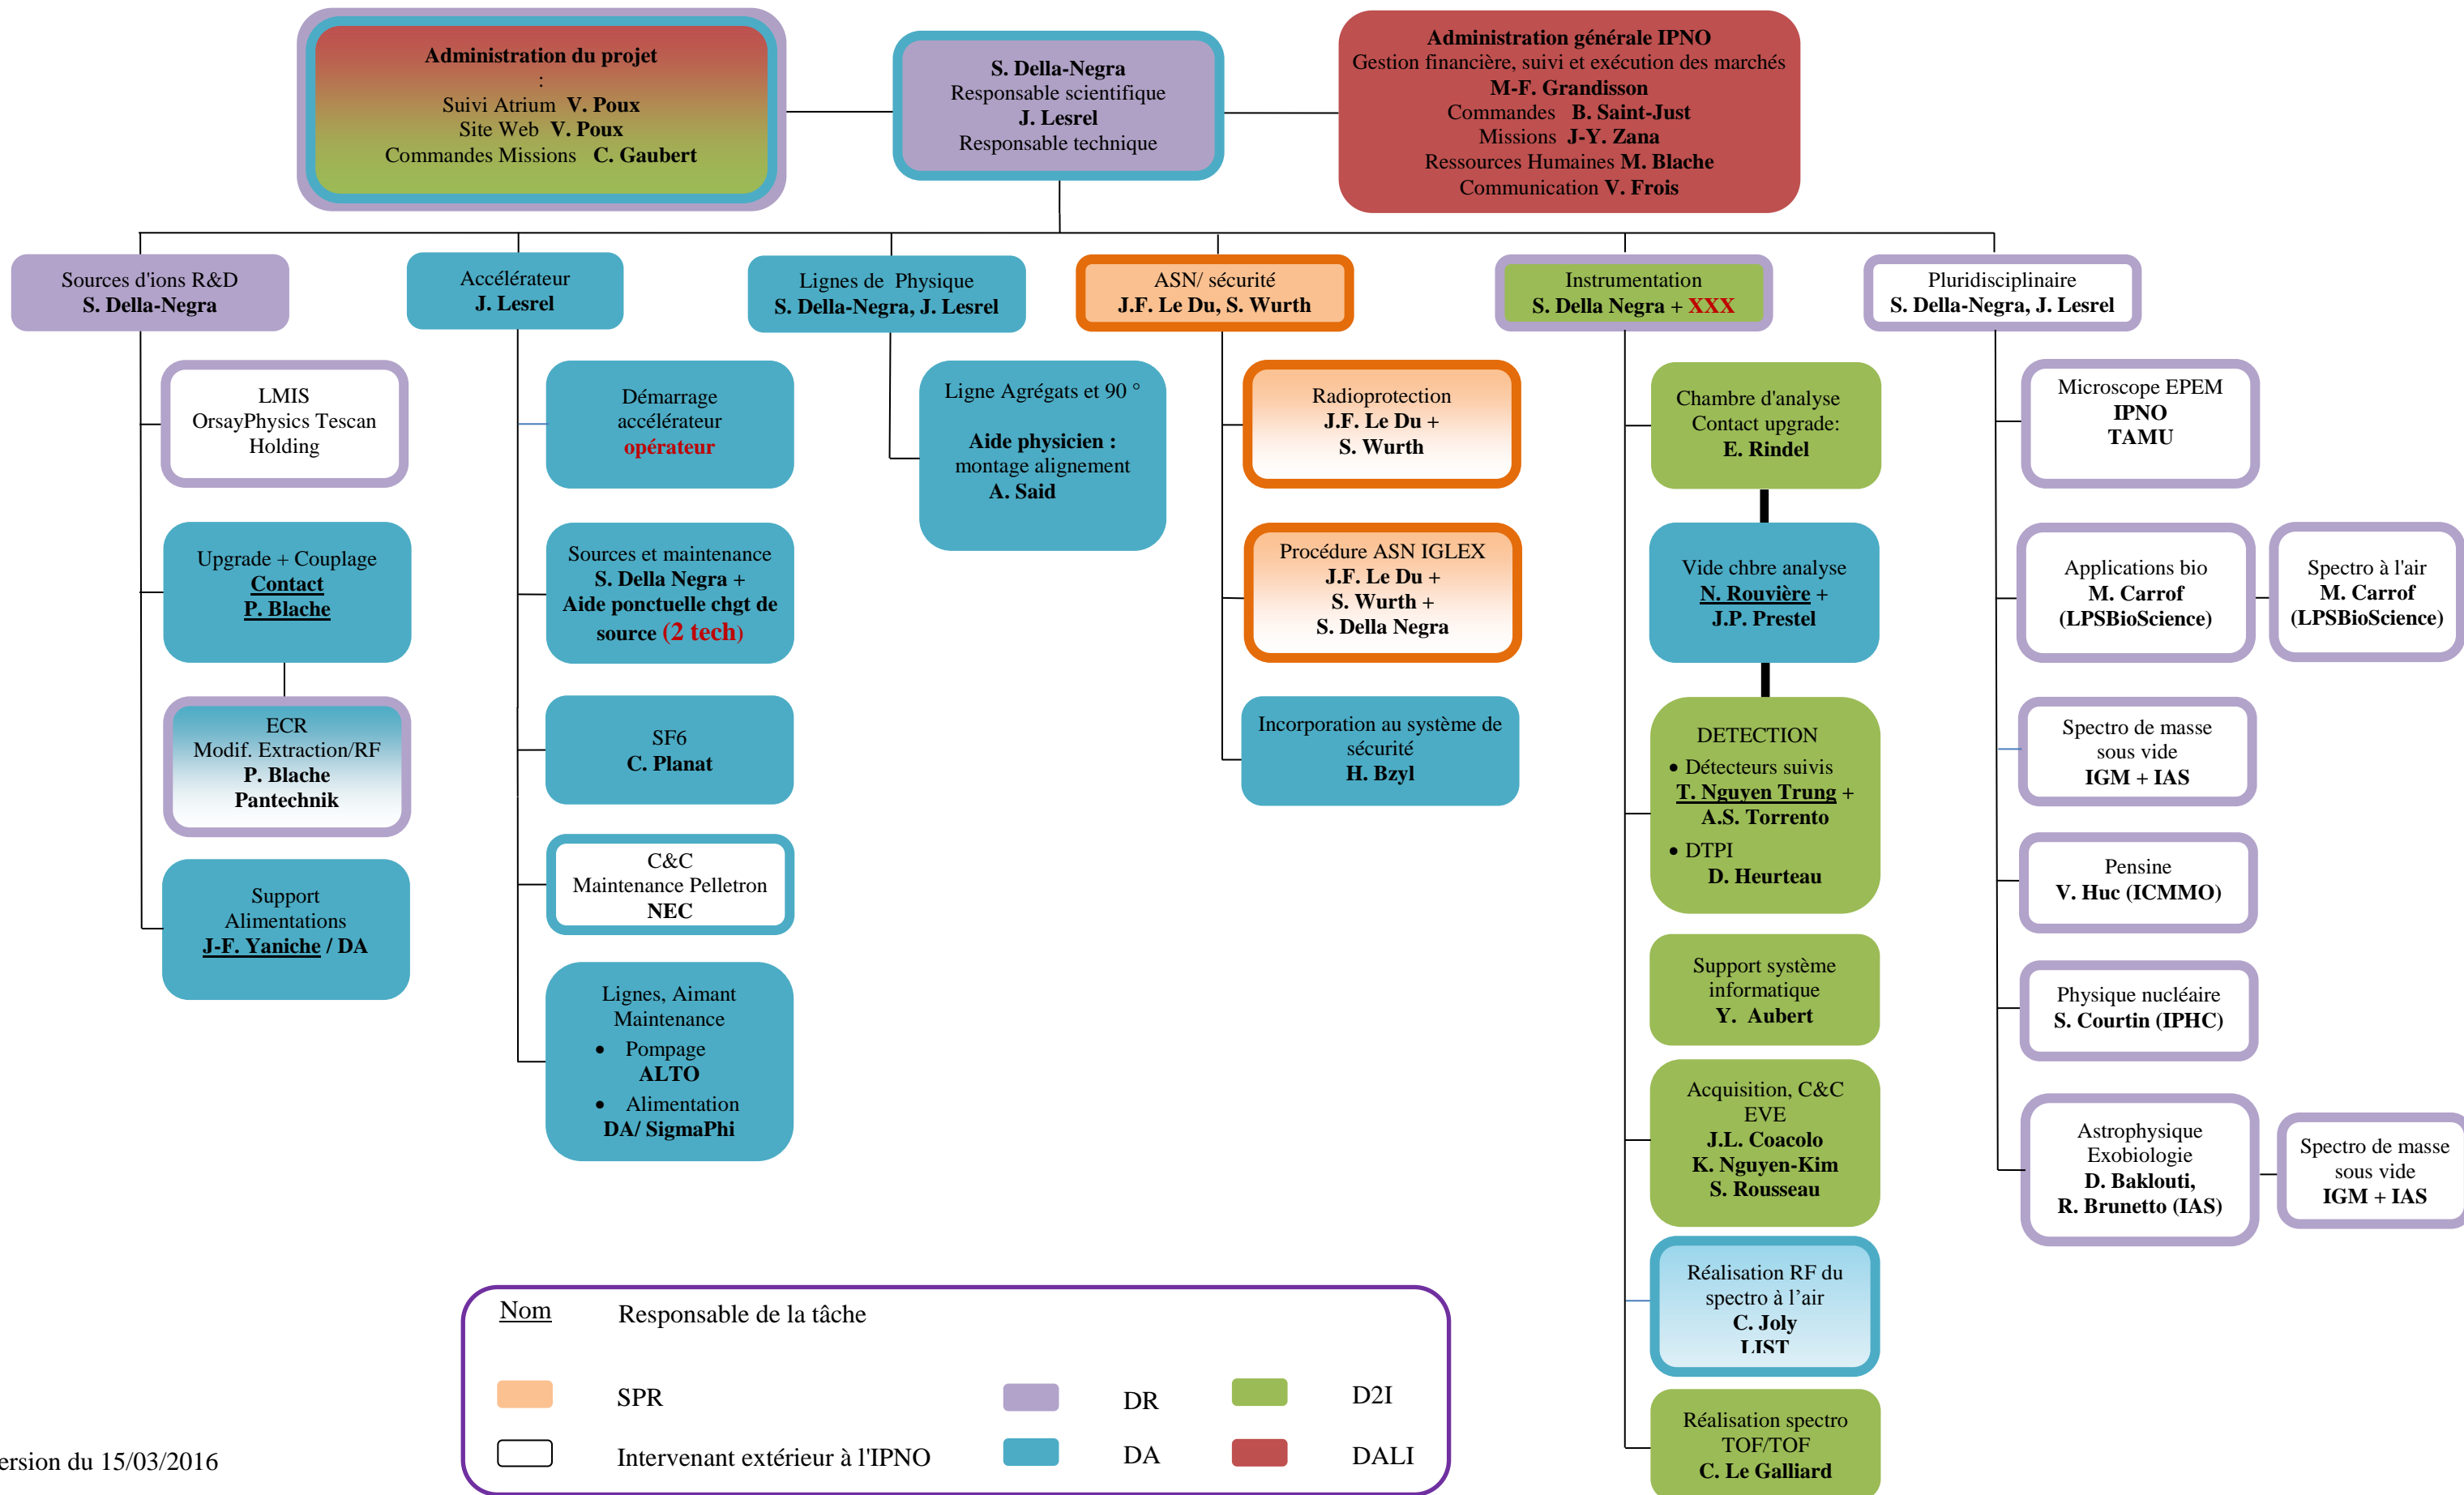 Administration du projet
:
Suivi Atrium V. Poux
Site Web V. Poux
Commandes Missions C. Gaubert
S. Della-Negra
Responsable scientifique
J. Lesrel
Responsable technique
Administration générale IPNO
Gestion financière, suivi et exécution des marchés
M-F. Grandisson
Commandes B. Saint-Just
Missions J-Y. Zana
Ressources Humaines M. Blache
Communication V. Frois
Sources d'ions R&D
S. Della-Negra
Accélérateur
J. Lesrel
Lignes de Physique
S. Della-Negra, J. Lesrel
ASN/ sécurité
J.F. Le Du, S. Wurth
Instrumentation
S. Della Negra + XXX
Pluridisciplinaire
S. Della-Negra, J. Lesrel
LMIS
OrsayPhysics Tescan
Holding
Upgrade + Couplage
Contact
P. Blache
ECR
Modif. Extraction/RF
P. Blache
Pantechnik
Support
Alimentations
J-F. Yaniche / DA
Démarrage
accélérateur
opérateur
Sources et maintenance
S. Della Negra +
Aide ponctuelle chgt de
source (2 tech)
SF6
C. Planat
C&C
Maintenance Pelletron
NEC
Lignes, Aimant
Maintenance
• Pompage
ALTO
• Alimentation
DA/ SigmaPhi
Ligne Agrégats et 90 °
Aide physicien :
montage alignement
A. Said
Radioprotection
J.F. Le Du +
S. Wurth
Procédure ASN IGLEX
J.F. Le Du +
S. Wurth +
S. Della Negra
Incorporation au système de
sécurité
H. Bzyl
Chambre d'analyse
Contact upgrade:
E. Rindel
Vide chbre analyse
N. Rouvière +
J.P. Prestel
DETECTION
• Détecteurs suivis
T. Nguyen Trung +
A.S. Torrento
• DTPI
D. Heurteau
Support système
informatique
Y. Aubert
Acquisition, C&C
EVE
J.L. Coacolo
K. Nguyen-Kim
S. Rousseau
Réalisation RF du
spectro à l’air
C. Joly
LIST
Réalisation spectro
TOF/TOF
C. Le Galliard
Microscope EPEM
IPNO
TAMU
Applications bio
M. Carrof
(LPSBioScience)
Spectro à l'air
M. Carrof
(LPSBioScience)
Spectro de masse
sous vide
IGM + IAS
Pensine
V. Huc (ICMMO)
Physique nucléaire
S. Courtin (IPHC)
Astrophysique
Exobiologie
D. Baklouti,
R. Brunetto (IAS)
Spectro de masse
sous vide
IGM + IAS
Nom Responsable de la tâche
SPR DR D2I
Intervenant extérieur à l'IPNO DA DALI
ersion du 15/03/2016